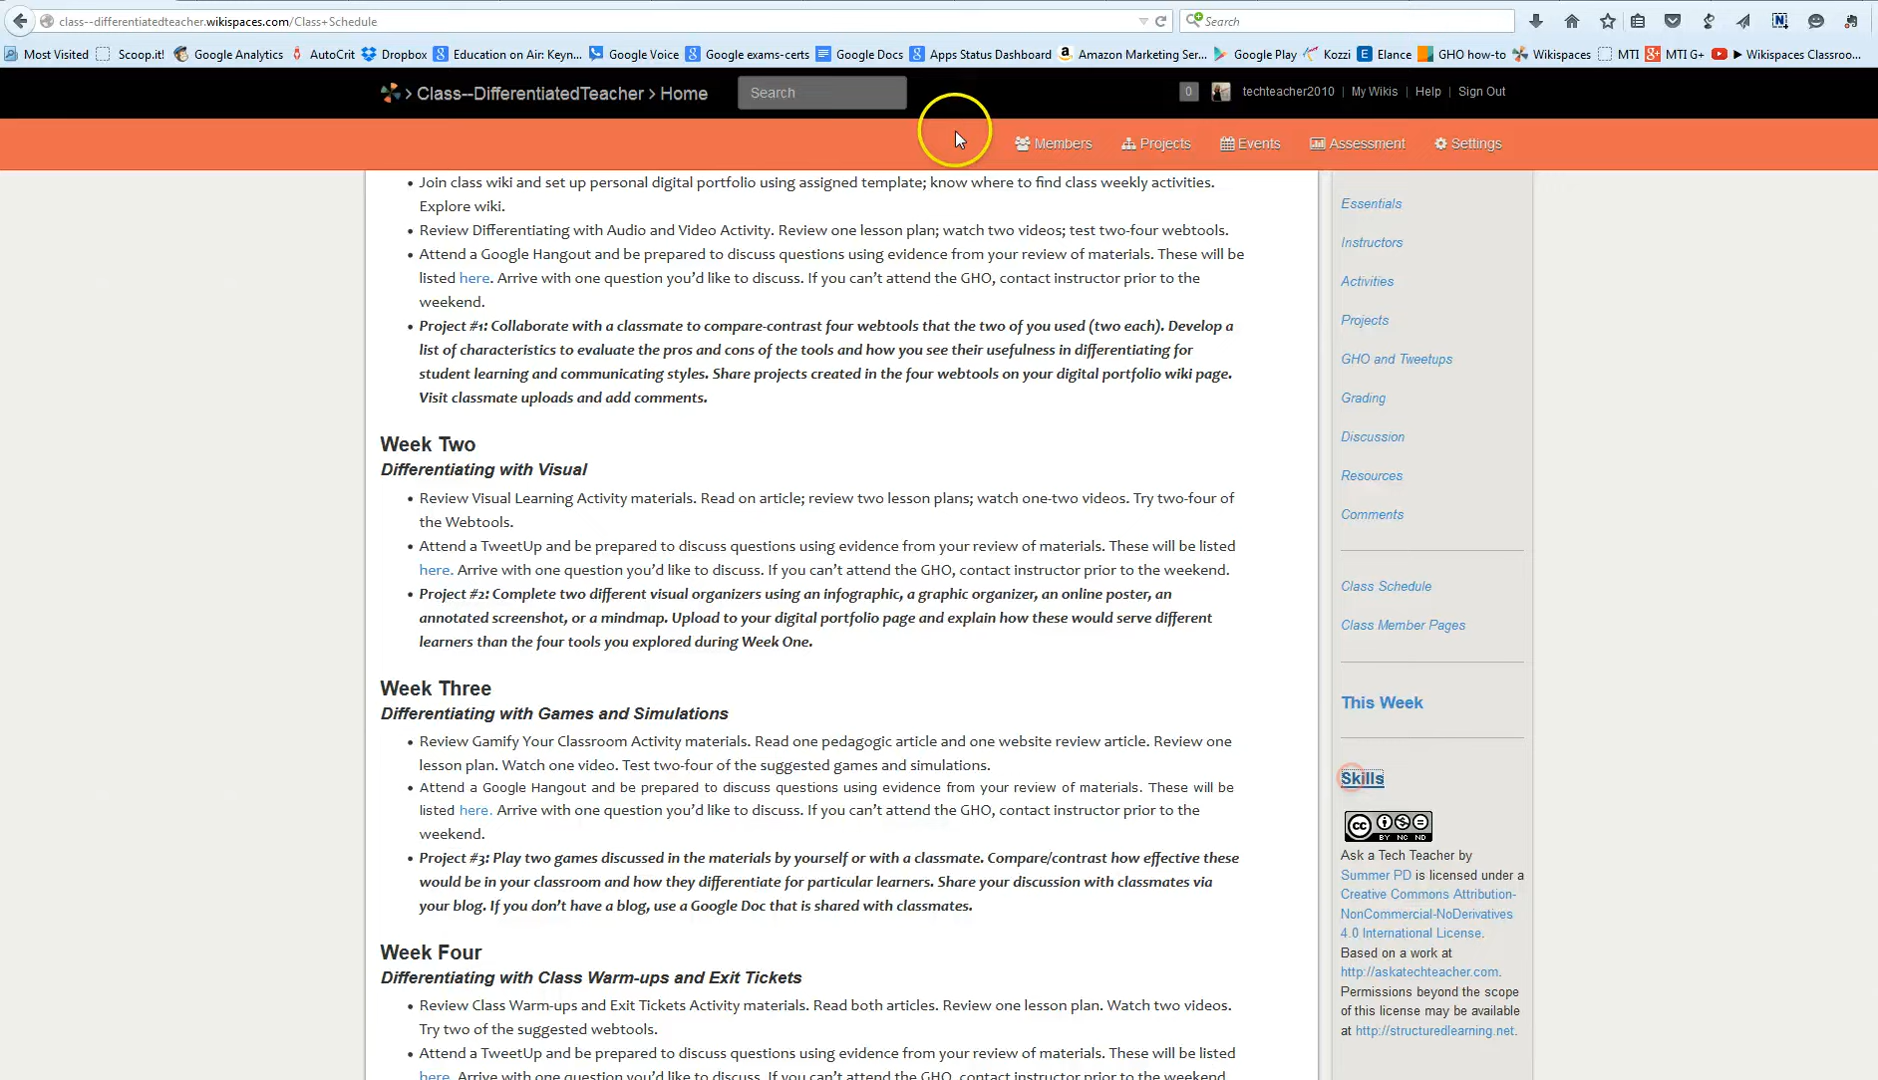 class--differentiatedteacher.wikispaces.com/Class+Schedule
Search
Most Visited Scoop.it! Google Analytics AutoCrit Dropbox Education on Air: Keyn... Google Voice Google exams-certs Google Docs Apps Status Dashboard Amazon Marketing Ser... Google Play Kozzi Elance GHO how-to Wikispaces MTI MTI G+ ► Wikispaces Classroo...
> Class--DifferentiatedTeacher > Home
Search
0 techteacher2010 | My Wikis | Help | Sign Out
Members Projects Events Assessment Settings
• Join class wiki and set up personal digital portfolio using assigned template; know where to find class weekly activities.
Explore wiki.
• Review Differentiating with Audio and Video Activity. Review one lesson plan; watch two videos; test two-four webtools.
• Attend a Google Hangout and be prepared to discuss questions using evidence from your review of materials. These will be
listed here. Arrive with one question you'd like to discuss. If you can't attend the GHO, contact instructor prior to the
weekend.
• Project #1: Collaborate with a classmate to compare-contrast four webtools that the two of you used (two each). Develop a
list of characteristics to evaluate the pros and cons of the tools and how you see their usefulness in differentiating for
student learning and communicating styles. Share projects created in the four webtools on your digital portfolio wiki page.
Visit classmate uploads and add comments.
Week Two
Differentiating with Visual
• Review Visual Learning Activity materials. Read on article; review two lesson plans; watch one-two videos. Try two-four of
the Webtools.
• Attend a TweetUp and be prepared to discuss questions using evidence from your review of materials. These will be listed
here. Arrive with one question you'd like to discuss. If you can't attend the GHO, contact instructor prior to the weekend.
• Project #2: Complete two different visual organizers using an infographic, a graphic organizer, an online poster, an
annotated screenshot, or a mindmap. Upload to your digital portfolio page and explain how these would serve different
learners than the four tools you explored during Week One.
Week Three
Differentiating with Games and Simulations
• Review Gamify Your Classroom Activity materials. Read one pedagogic article and one website review article. Review one
lesson plan. Watch one video. Test two-four of the suggested games and simulations.
• Attend a Google Hangout and be prepared to discuss questions using evidence from your review of materials. These will be
listed here. Arrive with one question you'd like to discuss. If you can't attend the GHO, contact instructor prior to the
weekend.
• Project #3: Play two games discussed in the materials by yourself or with a classmate. Compare/contrast how effective these
would be in your classroom and how they differentiate for particular learners. Share your discussion with classmates via
your blog. If you don't have a blog, use a Google Doc that is shared with classmates.
Week Four
Differentiating with Class Warm-ups and Exit Tickets
• Review Class Warm-ups and Exit Tickets Activity materials. Read both articles. Review one lesson plan. Watch two videos.
Try two of the suggested webtools.
• Attend a TweetUp and be prepared to discuss questions using evidence from your review of materials. These will be listed
here. Arrive with one question you'd like to discuss. If you can't attend the GHO, contact instructor prior to the weekend.
Essentials
Instructors
Activities
Projects
GHO and Tweetups
Grading
Discussion
Resources
Comments
Class Schedule
Class Member Pages
This Week
Skills
cc BY NC ND
Ask a Tech Teacher by
Summer PD is licensed under a
Creative Commons Attribution-
NonCommercial-NoDerivatives
4.0 International License.
Based on a work at
http://askatechteacher.com.
Permissions beyond the scope
of this license may be available
at http://structuredlearning.net.